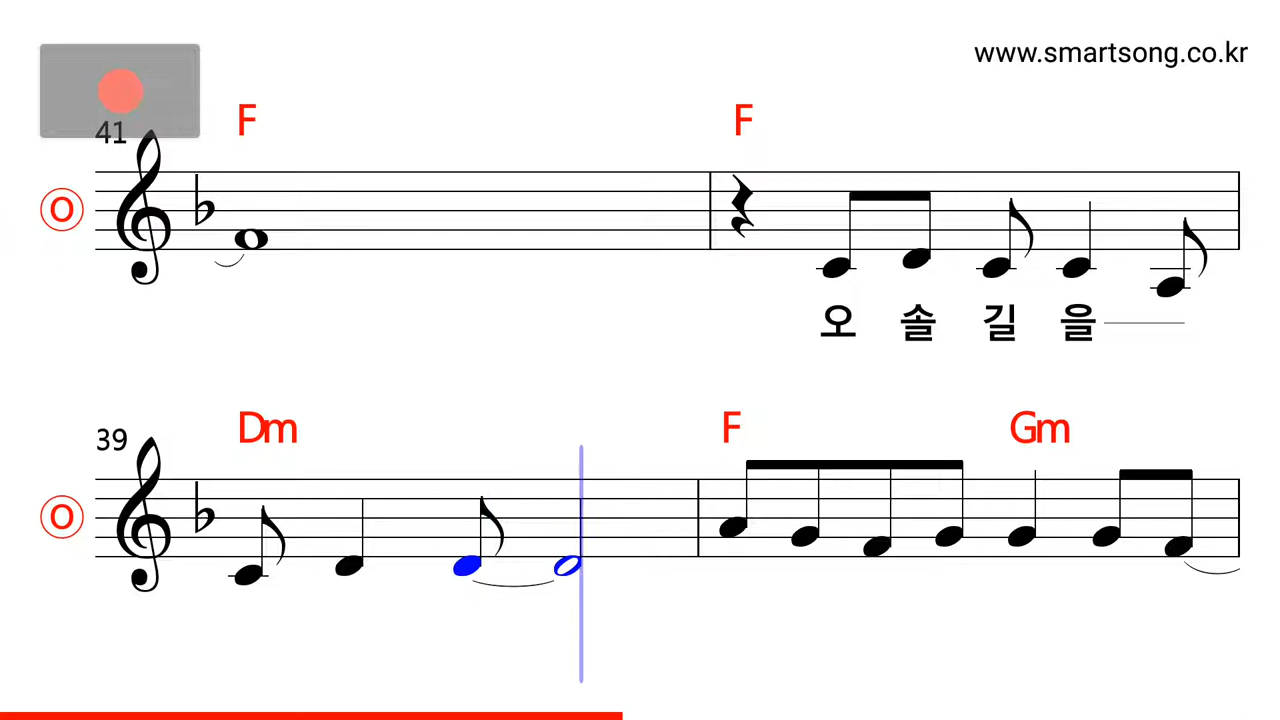 www.smartsong.co.kr
41
F F
O
오 솔 길 을
39
Dm F Gm
O